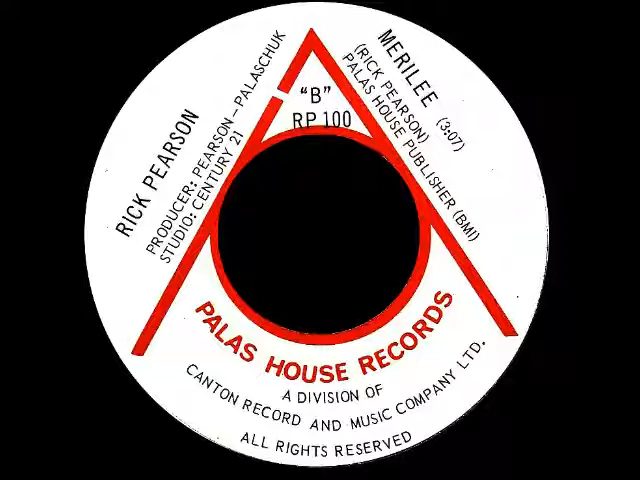 "B"
RP 100
RICK PEARSON
PRODUCER: PEARSON–PALASCHUK
STUDIO: CENTURY 21
MERILEE (3:07)
(RICK PEARSON)
PALAS HOUSE PUBLISHER (BMI)
PALAS HOUSE RECORDS
A DIVISION OF
CANTON RECORD AND MUSIC COMPANY LTD.
ALL RIGHTS RESERVED